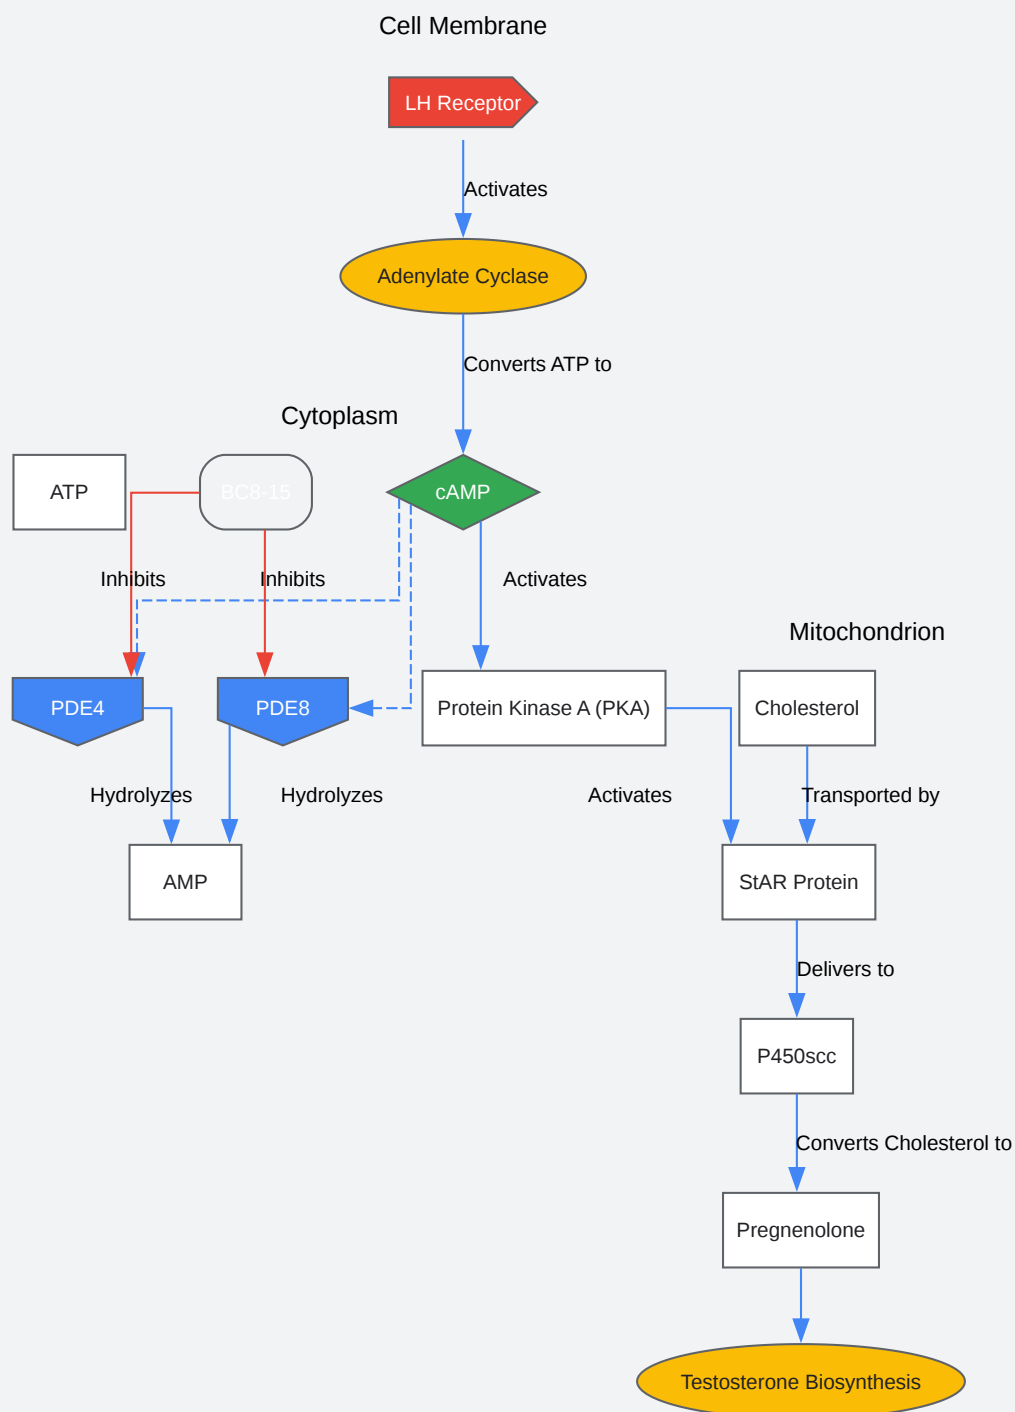 Cell Membrane
LH Receptor
Activates
Adenylate Cyclase
Converts ATP to
Cytoplasm
ATP
BC8-15
cAMP
Inhibits
Inhibits
Activates
Mitochondrion
PDE4
PDE8
Protein Kinase A (PKA)
Cholesterol
Hydrolyzes
Hydrolyzes
Activates
Transported by
AMP
StAR Protein
Delivers to
P450scc
Converts Cholesterol to
Pregnenolone
Testosterone Biosynthesis